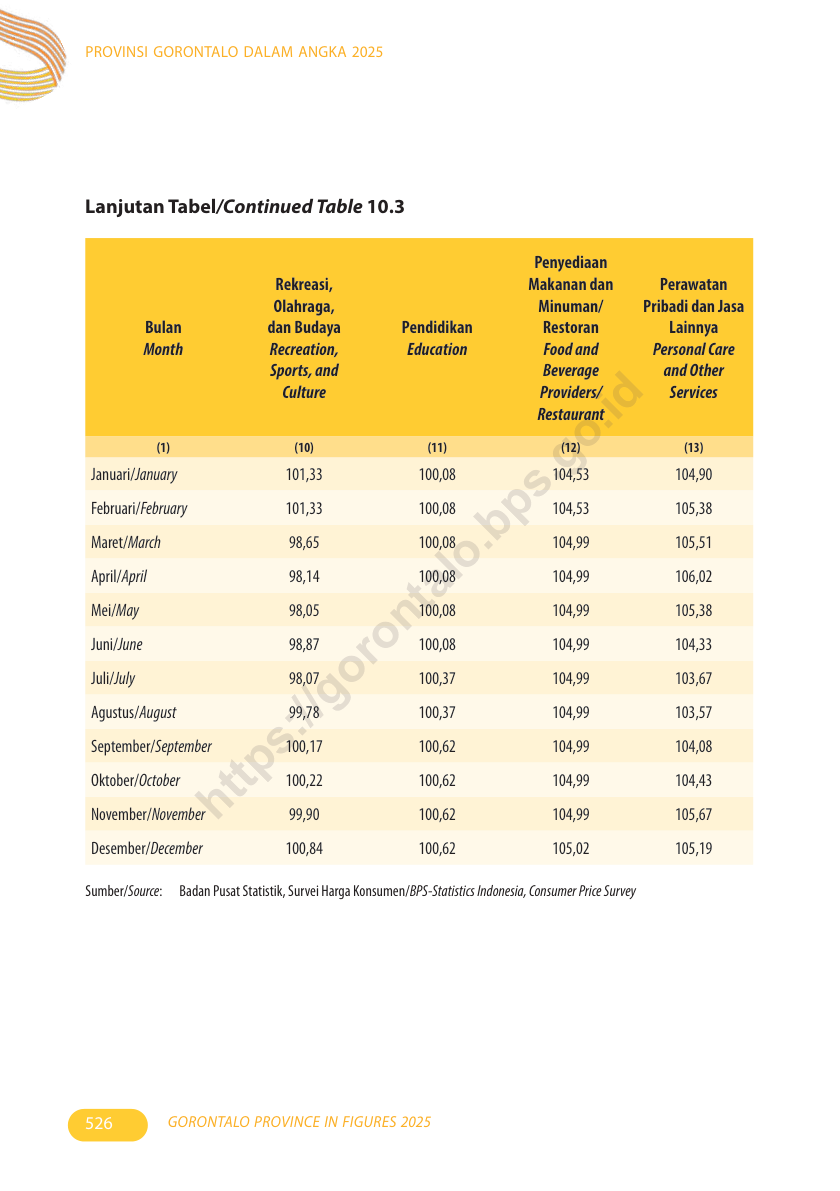 PROVINSI GORONTALO DALAM ANGKA 2025
Lanjutan Tabel/Continued Table 10.3
Bulan
Month
Rekreasi,
Olahraga,
dan Budaya
Recreation,
Sports, and
Culture
Pendidikan
Education
Penyediaan
Makanan dan
Minuman/
Restoran
Food and
Beverage
Providers/
Restaurant
Perawatan
Pribadi dan Jasa
Lainnya
Personal Care
and Other
Services
(1) (10) (11) (12) (13)
Januari/January 101,33 100,08 104,53 104,90
Februari/February 101,33 100,08 104,53 105,38
Maret/March 98,65 100,08 104,99 105,51
April/April 98,14 100,08 104,99 106,02
Mei/May 98,05 100,08 104,99 105,38
Juni/June 98,87 100,08 104,99 104,33
Juli/July 98,07 100,37 104,99 103,67
Agustus/August 99,78 100,37 104,99 103,57
September/September 100,17 100,62 104,99 104,08
Oktober/October 100,22 100,62 104,99 104,43
November/November 99,90 100,62 104,99 105,67
Desember/December 100,84 100,62 105,02 105,19
https://gorontalo.bps.go.id
Sumber/Source: Badan Pusat Statistik, Survei Harga Konsumen/BPS-Statistics Indonesia, Consumer Price Survey
526 GORONTALO PROVINCE IN FIGURES 2025